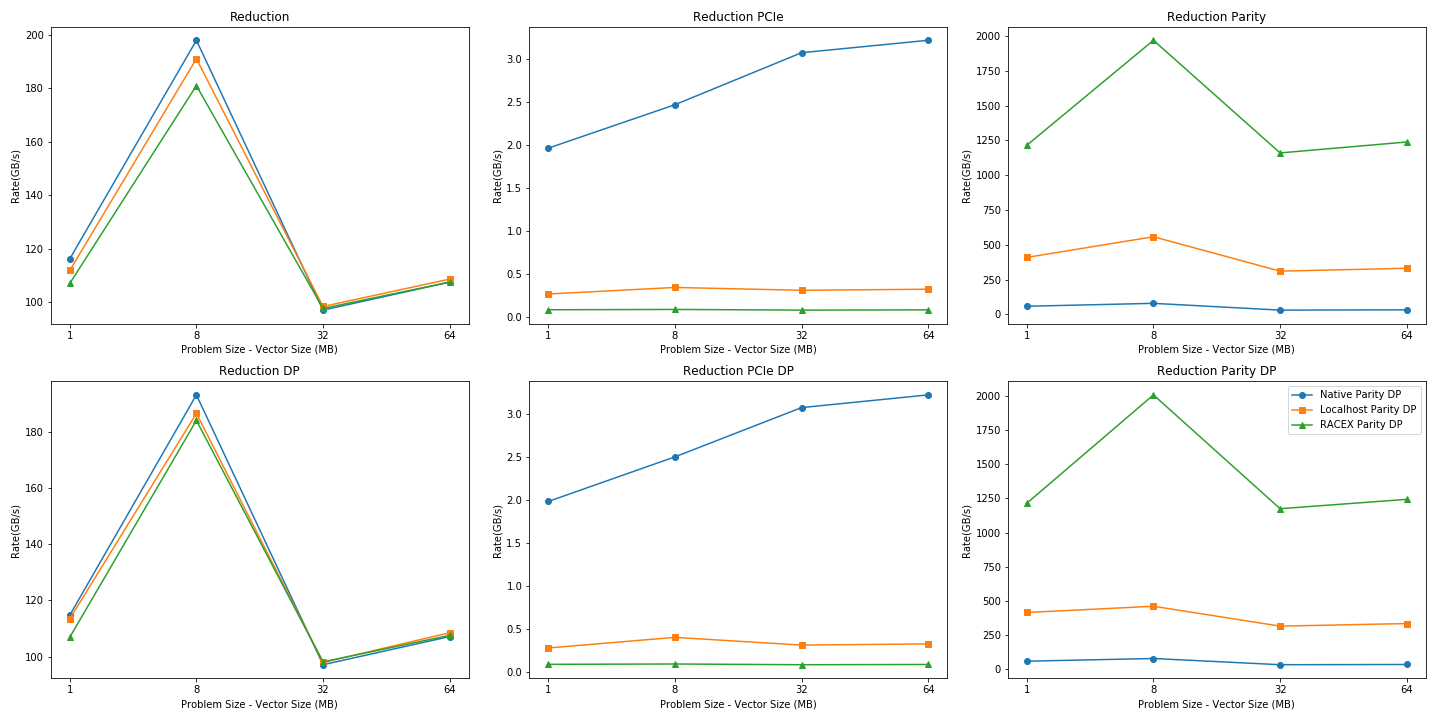 Reduction
Rate(GB/s)
200
180
160
140
120
100
1 8 32 64
Problem Size - Vector Size (MB)
Reduction PCIe
Rate(GB/s)
3.0
2.5
2.0
1.5
1.0
0.5
0.0
1 8 32 64
Problem Size - Vector Size (MB)
Reduction Parity
Rate(GB/s)
2000
1750
1500
1250
1000
750
500
250
0
1 8 32 64
Problem Size - Vector Size (MB)
Reduction DP
Rate(GB/s)
180
160
140
120
100
1 8 32 64
Problem Size - Vector Size (MB)
Reduction PCIe DP
Rate(GB/s)
3.0
2.5
2.0
1.5
1.0
0.5
0.0
1 8 32 64
Problem Size - Vector Size (MB)
Reduction Parity DP
Rate(GB/s)
2000
1750
1500
1250
1000
750
500
250
0
Native Parity DP
Localhost Parity DP
RACEX Parity DP
1 8 32 64
Problem Size - Vector Size (MB)